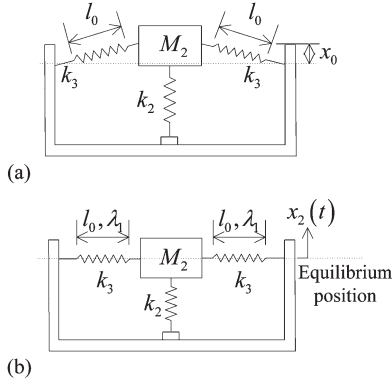 l₀
l₀
M₂
x₀
k₃
k₃
k₂
(a)
l₀, λ₁
l₀, λ₁
x₂(t)
M₂
k₃
k₃
k₂
Equilibrium
position
(b)